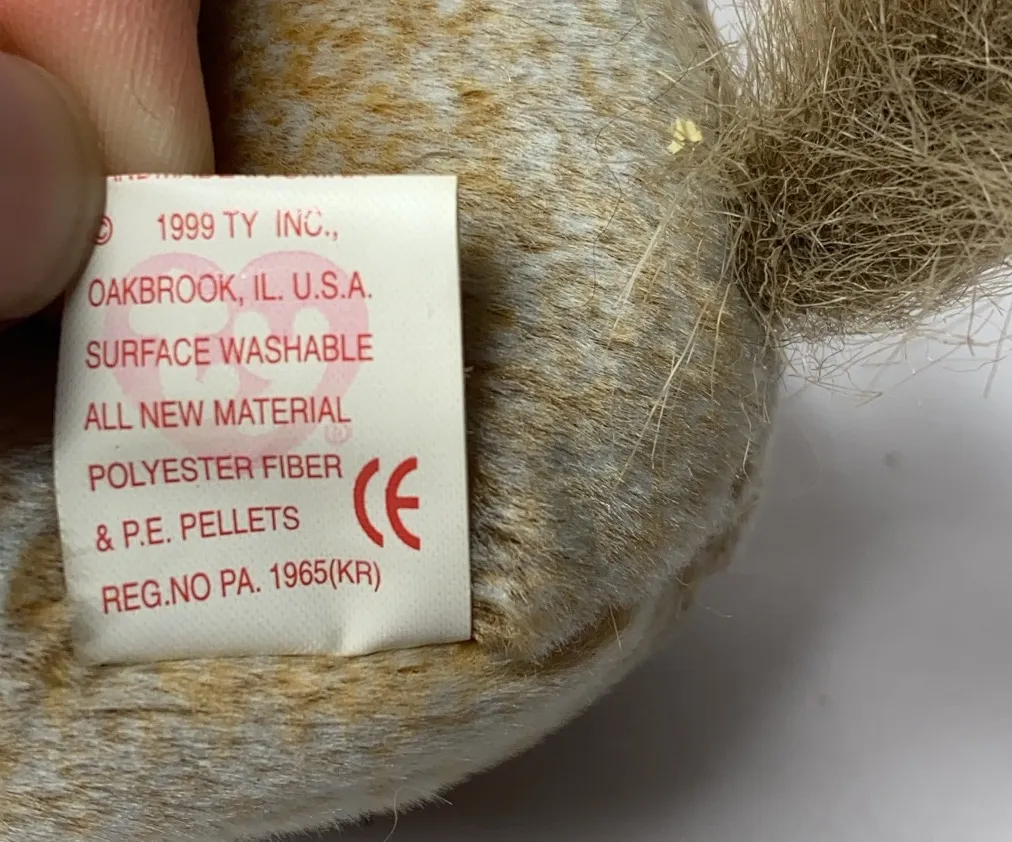 © 1999 TY INC.,
OAKBROOK, IL. U.S.A.
SURFACE WASHABLE
ALL NEW MATERIAL
POLYESTER FIBER
& P.E. PELLETS
REG.NO PA. 1965(KR)
CE
ty
®